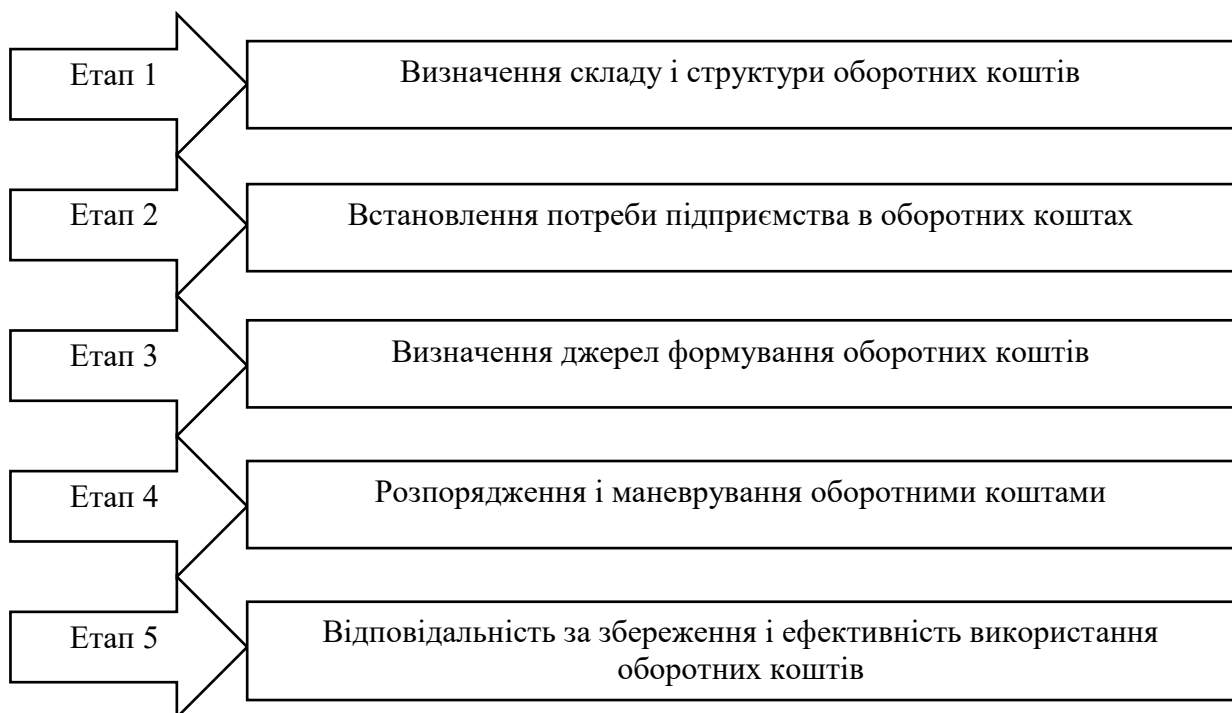 Етап 1
Визначення складу і структури оборотних коштів
Етап 2
Встановлення потреби підприємства в оборотних коштах
Етап 3
Визначення джерел формування оборотних коштів
Етап 4
Розпорядження і маневрування оборотними коштами
Етап 5
Відповідальність за збереження і ефективність використання
оборотних коштів